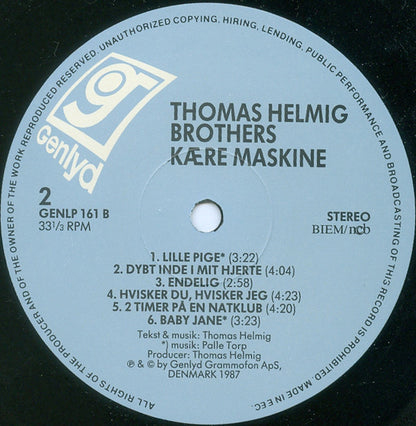 UNAUTHORIZED COPYING, HIRING, LENDING, PUBLIC PERFORMANCE AND BROADCASTING OF THIS RECORD IS PROHIBITED. MADE IN EEC.
ALL RIGHTS OF THE PRODUCER AND OF THE OWNER OF THE WORK REPRODUCED RESERVED.
g
Genlyd
THOMAS HELMIG
BROTHERS
KÆRE MASKINE
2
GENLP 161 B
33 1/3 RPM
STEREO
BIEM/ncb
1. LILLE PIGE* (3:22)
2. DYBT INDE I MIT HJERTE (4:04)
3. ENDELIG (2:58)
4. HVISKER DU, HVISKER JEG (4:23)
5. 2 TIMER PÅ EN NATKLUB (4:20)
6. BABY JANE* (3:23)
Tekst & musik: Thomas Helmig
*) musik: Palle Torp
Producer: Thomas Helmig
℗ & © by Genlyd Grammofon ApS,
DENMARK 1987